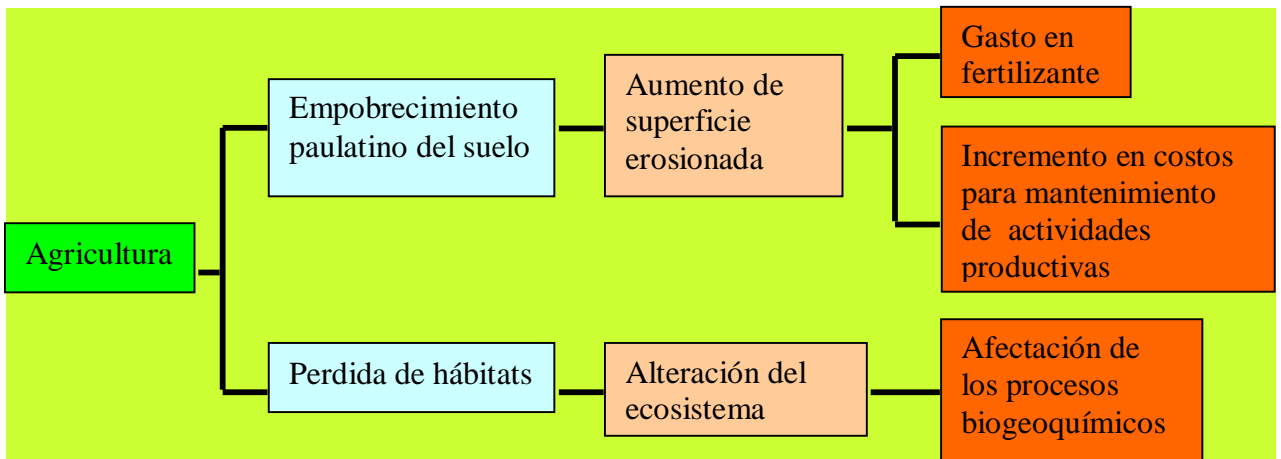 Agricultura
Empobrecimiento
paulatino del suelo
Aumento de
superficie
erosionada
Gasto en
fertilizante
Incremento en costos
para mantenimiento
de actividades
productivas
Perdida de hábitats
Alteración del
ecosistema
Afectación de
los procesos
biogeoquímicos